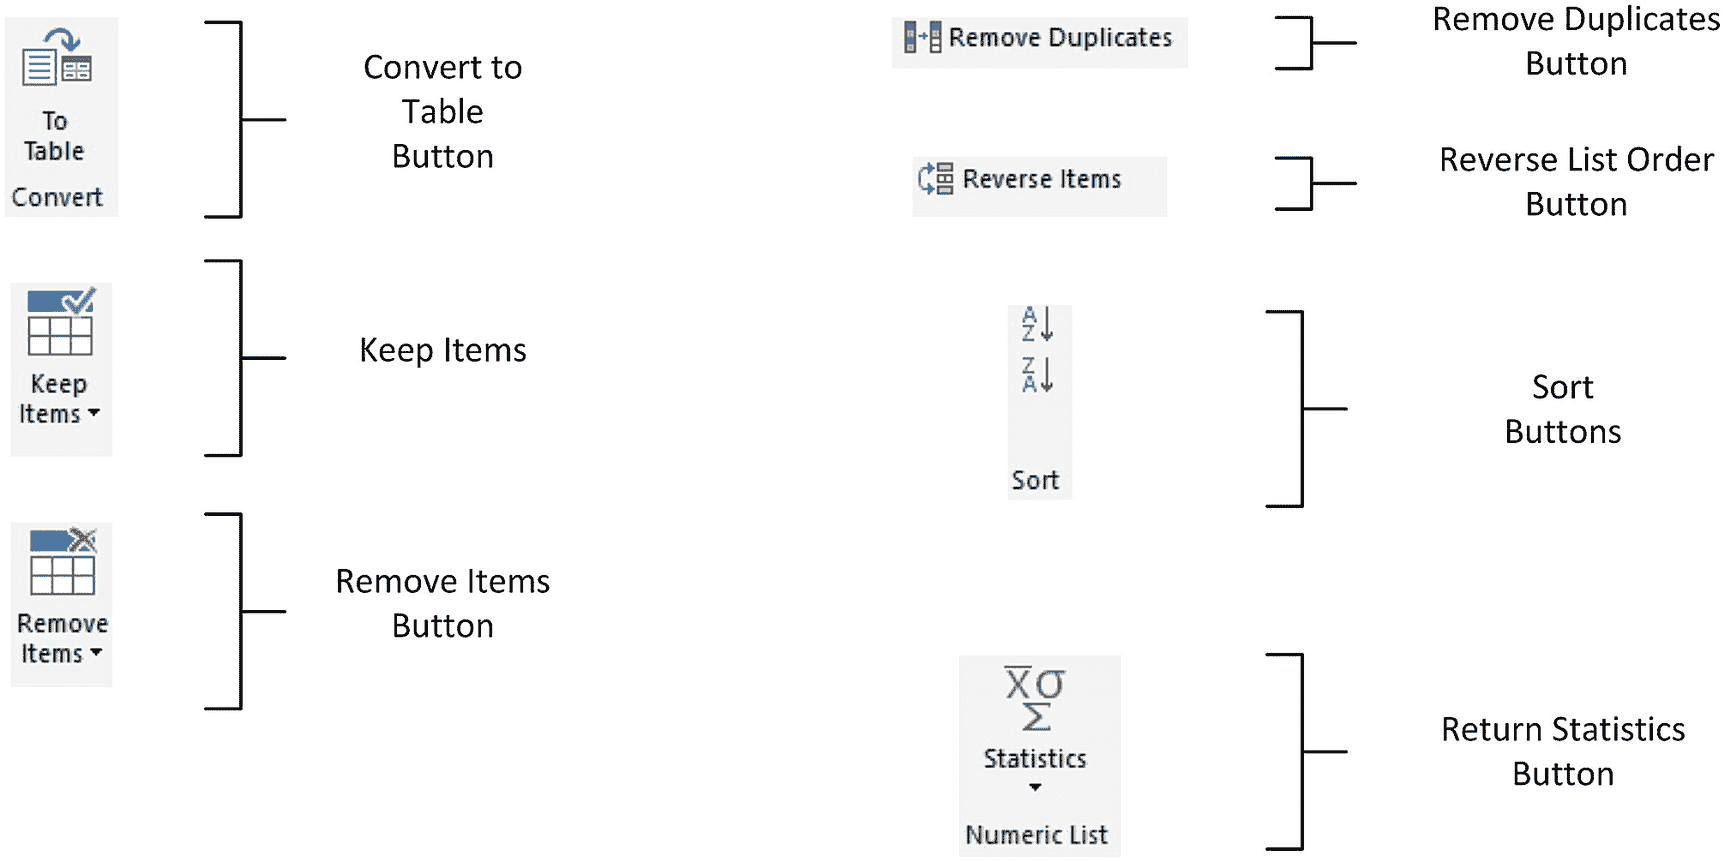 To
Table
Convert
Convert to
Table
Button
Keep
Items
Keep Items
Remove
Items
Remove Items
Button
Remove Duplicates
Remove Duplicates
Button
Reverse Items
Reverse List Order
Button
A
Z
Z
A
Sort
Sort
Buttons
X̅σ
Σ
Statistics
Numeric List
Return Statistics
Button